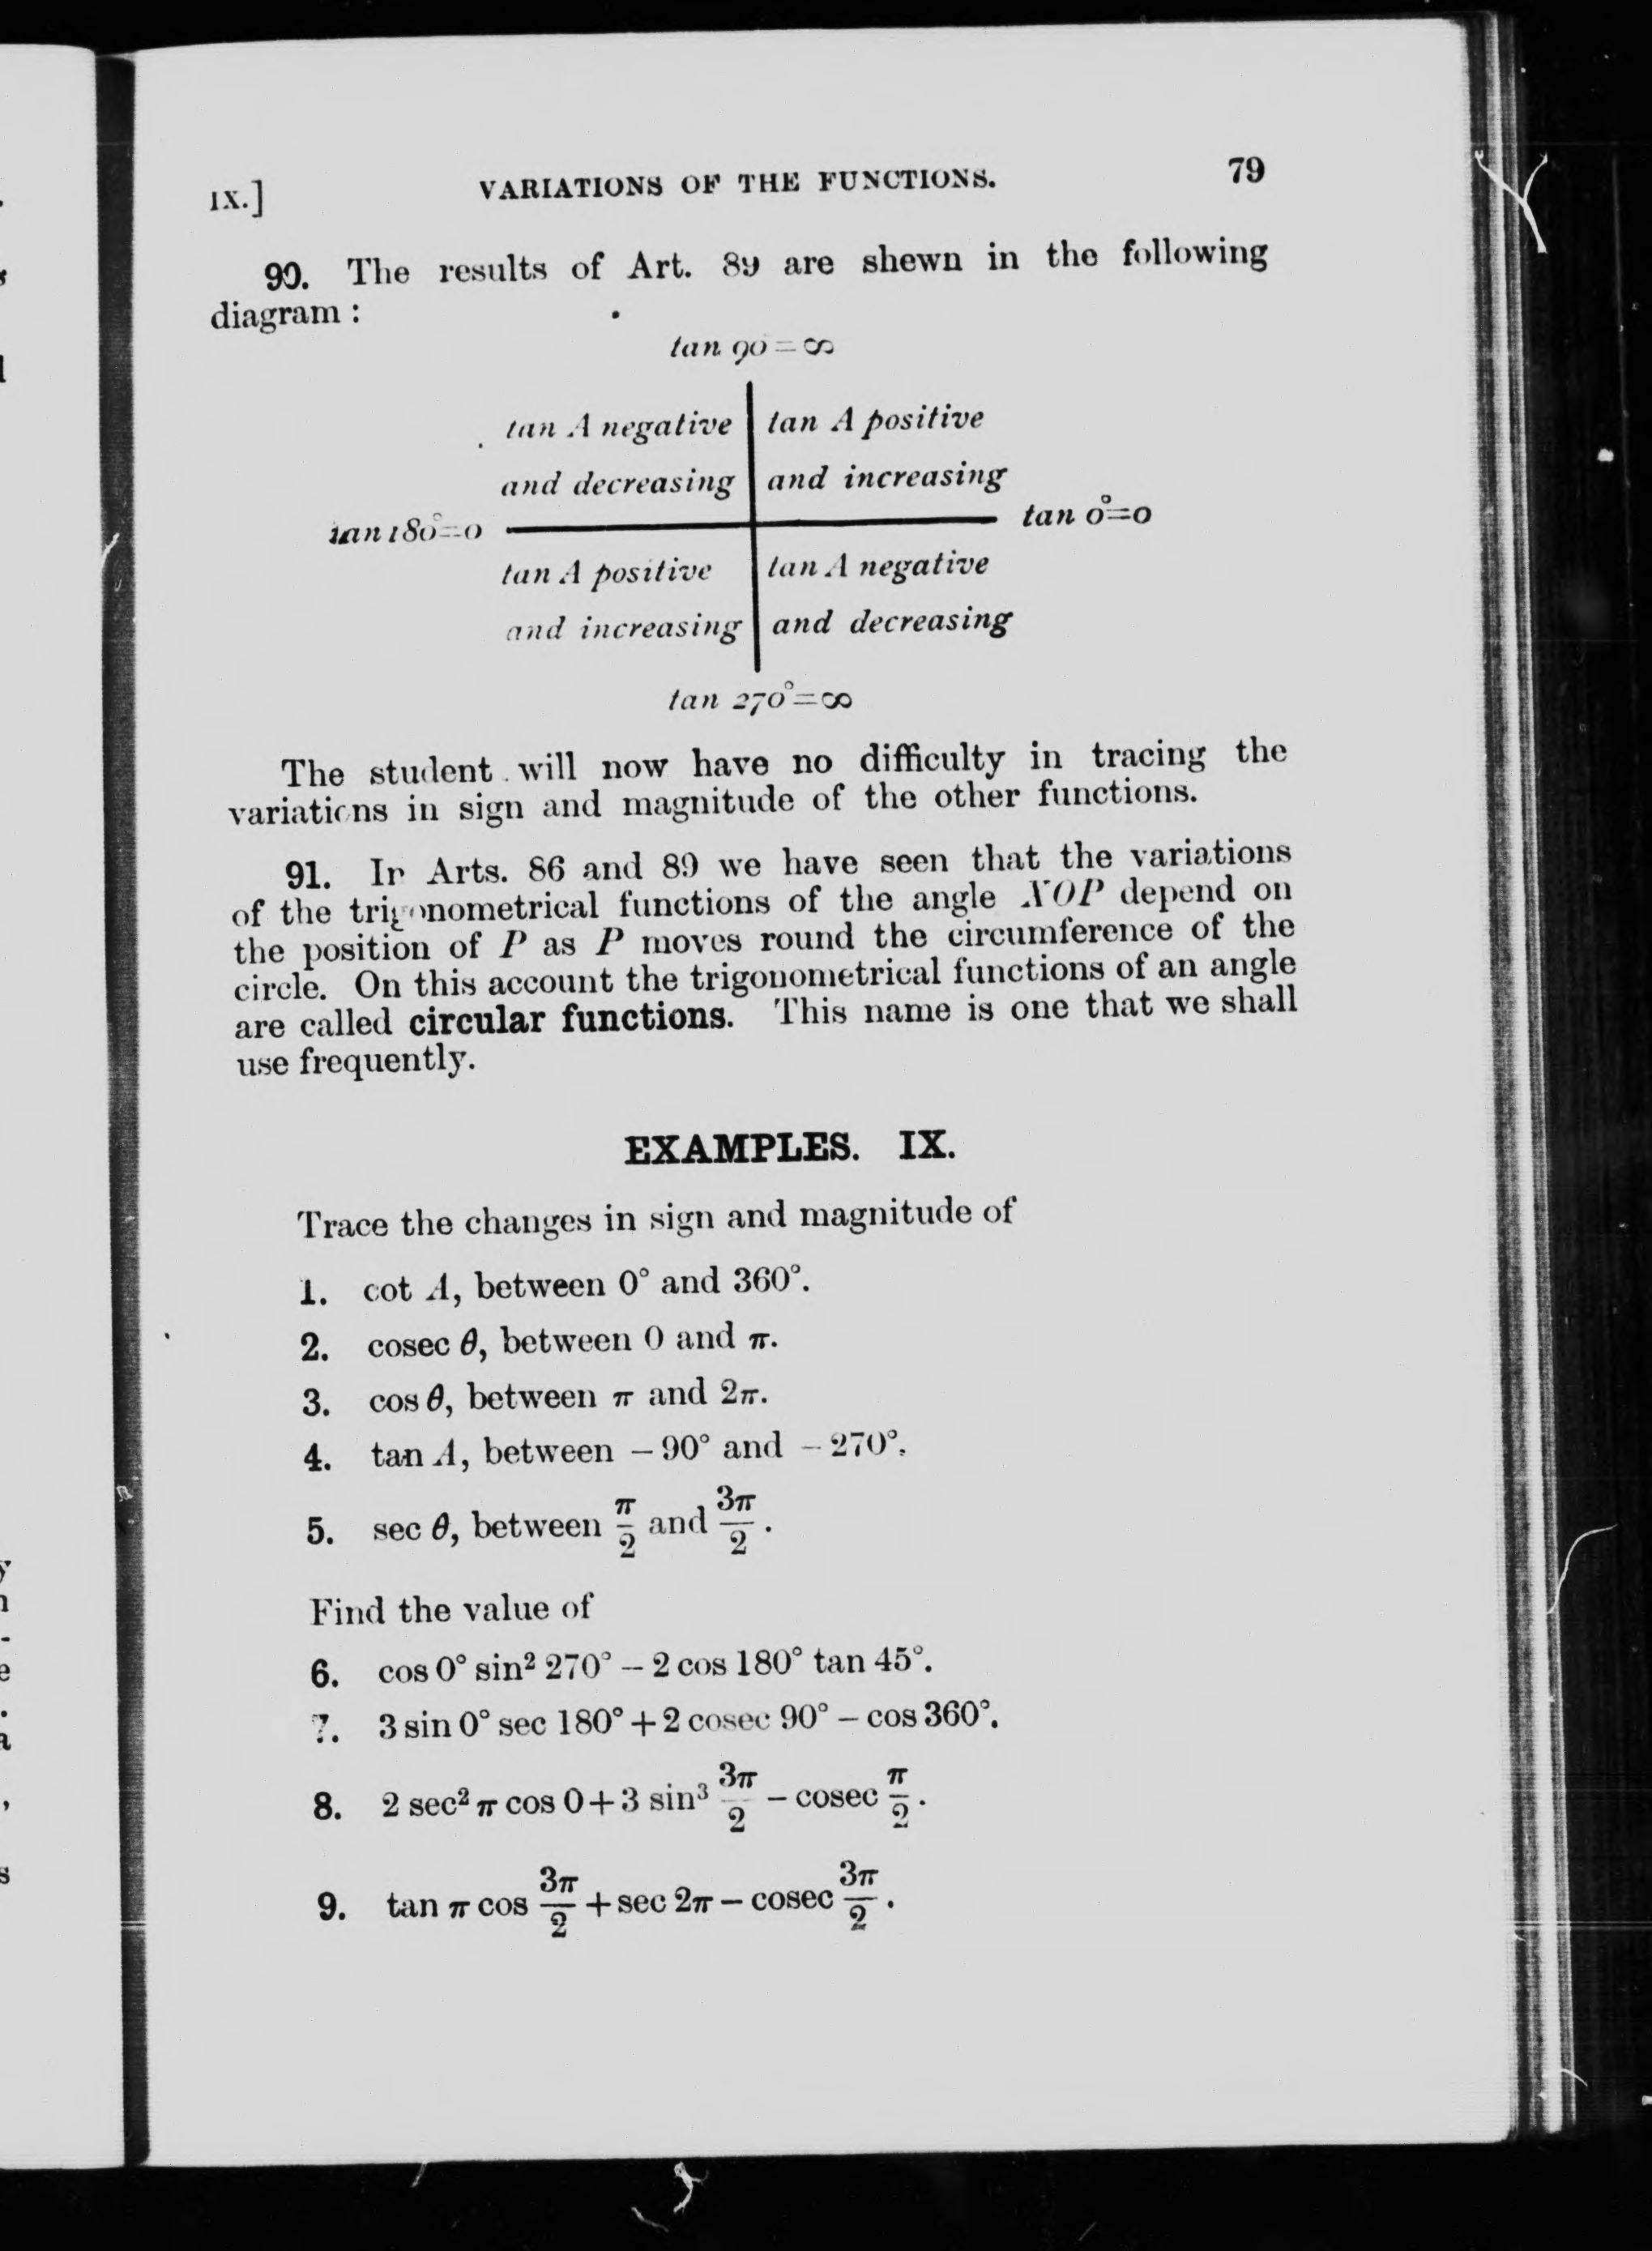 IX.] VARIATIONS OF THE FUNCTIONS. 79
90. The results of Art. 89 are shewn in the following
diagram :
tan 90 = ∞
tan A negative tan A positive
and decreasing and increasing
tan 180°=0 tan 0°=0
tan A positive tan A negative
and increasing and decreasing
tan 270°=∞
The student will now have no difficulty in tracing the
variations in sign and magnitude of the other functions.
91. In Arts. 86 and 89 we have seen that the variations
of the trigonometrical functions of the angle XOP depend on
the position of P as P moves round the circumference of the
circle. On this account the trigonometrical functions of an angle
are called circular functions. This name is one that we shall
use frequently.
EXAMPLES. IX.
Trace the changes in sign and magnitude of
1. cot A, between 0° and 360°.
2. cosec θ, between 0 and π.
3. cos θ, between π and 2π.
4. tan A, between – 90° and – 270°.
5. sec θ, between π/2 and 3π/2.
Find the value of
6. cos 0° sin² 270° – 2 cos 180° tan 45°.
7. 3 sin 0° sec 180° + 2 cosec 90° – cos 360°.
8. 2 sec² π cos 0 + 3 sin³ 3π/2 – cosec π/2.
9. tan π cos 3π/2 + sec 2π – cosec 3π/2.